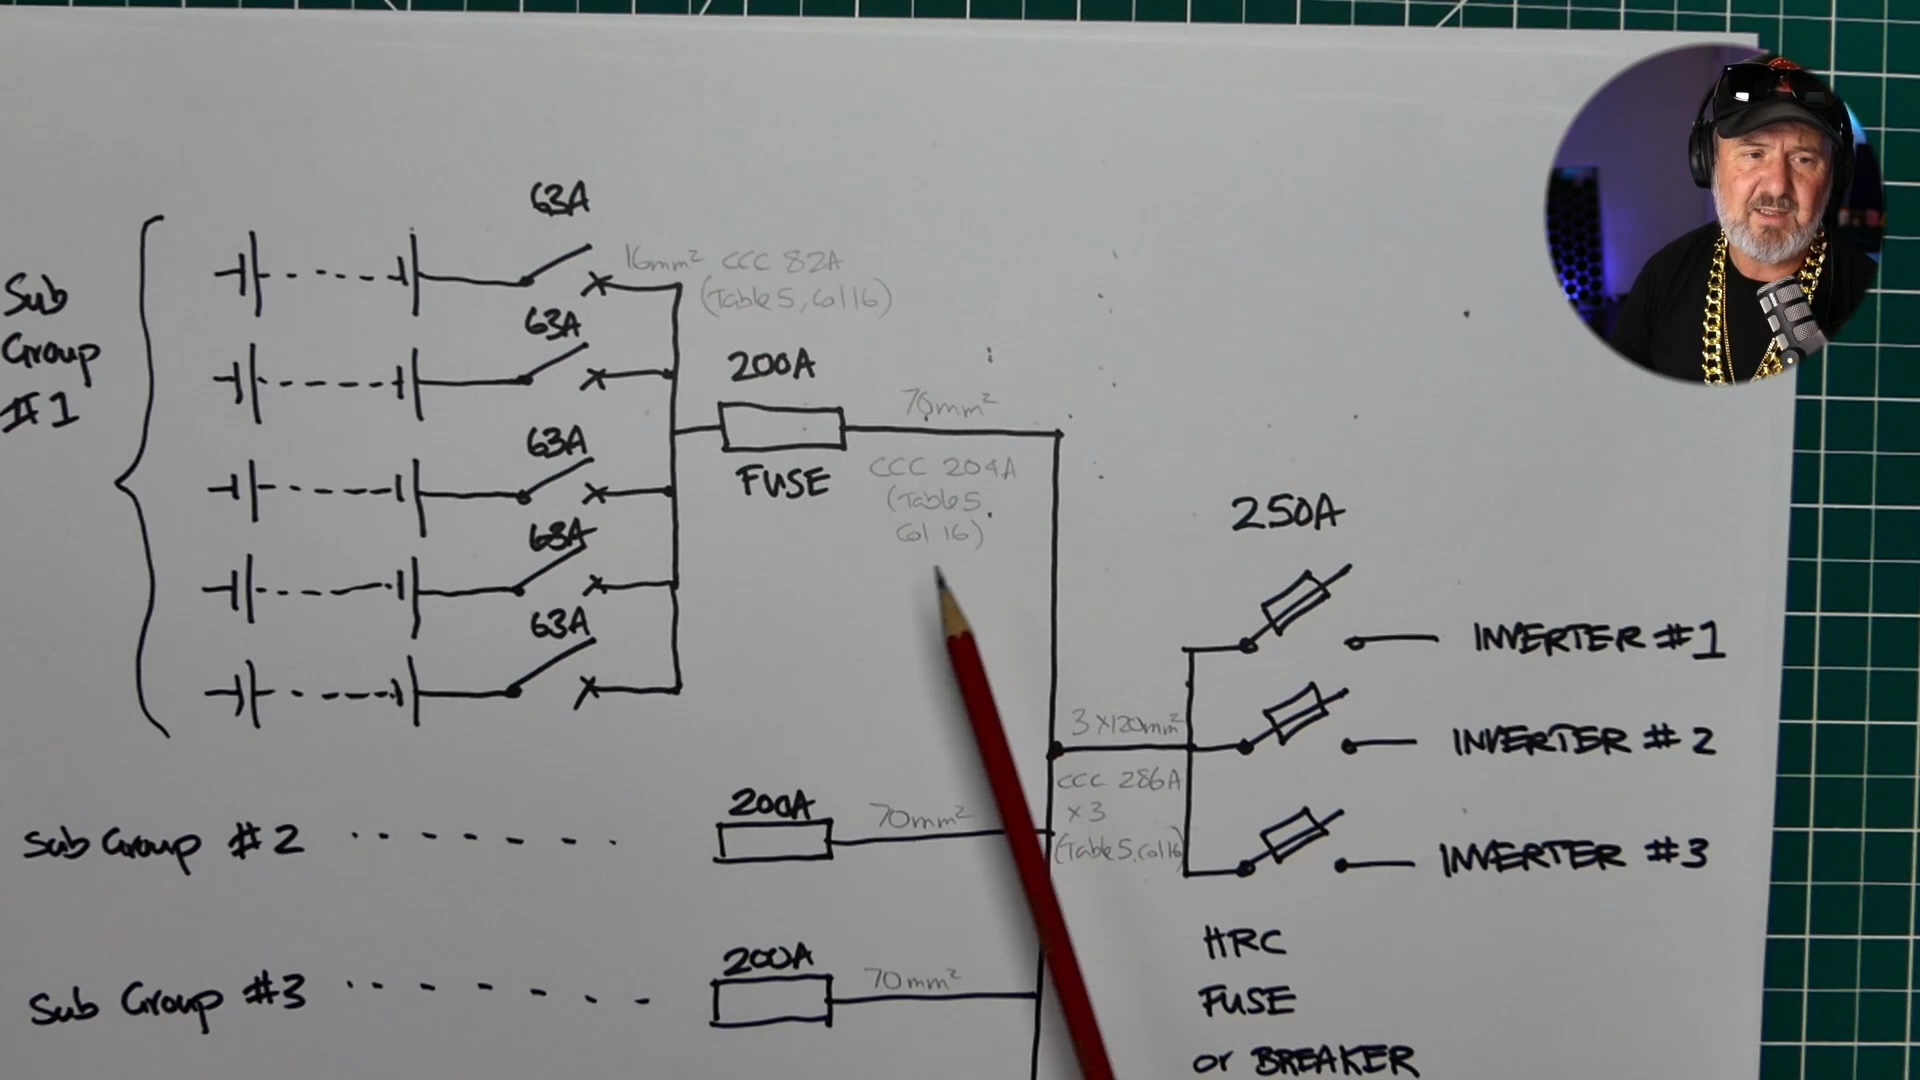 Sub
Group
#1
63A
16mm² CCC 82A
(Table 5, Col 16)
63A
63A
63A
63A
200A
FUSE
70mm²
CCC 204A
(Table 5,
Col 16)
250A
INVERTER #1
INVERTER #2
INVERTER #3
3 X 120mm²
CCC 286A
x 3
(Table 5, Col 16
HRC
FUSE
or BREAKER
Sub Group #2
200A
70mm²
Sub Group #3
200A
70mm²